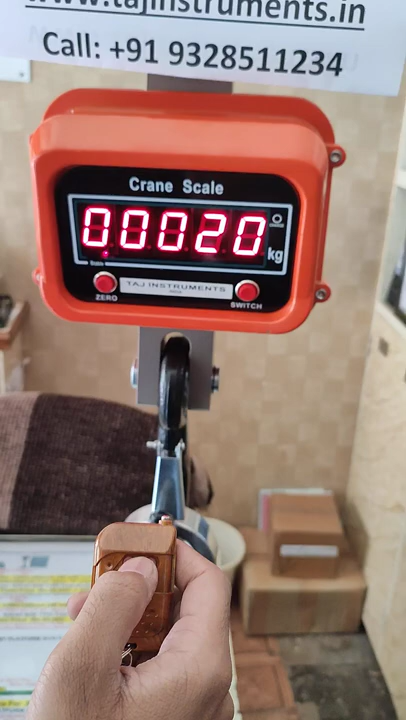 www.tajinstruments.in
Call: +91 9328511234
Crane Scale
00020
kg
ZERO
TAJ INSTRUMENTS
SWITCH